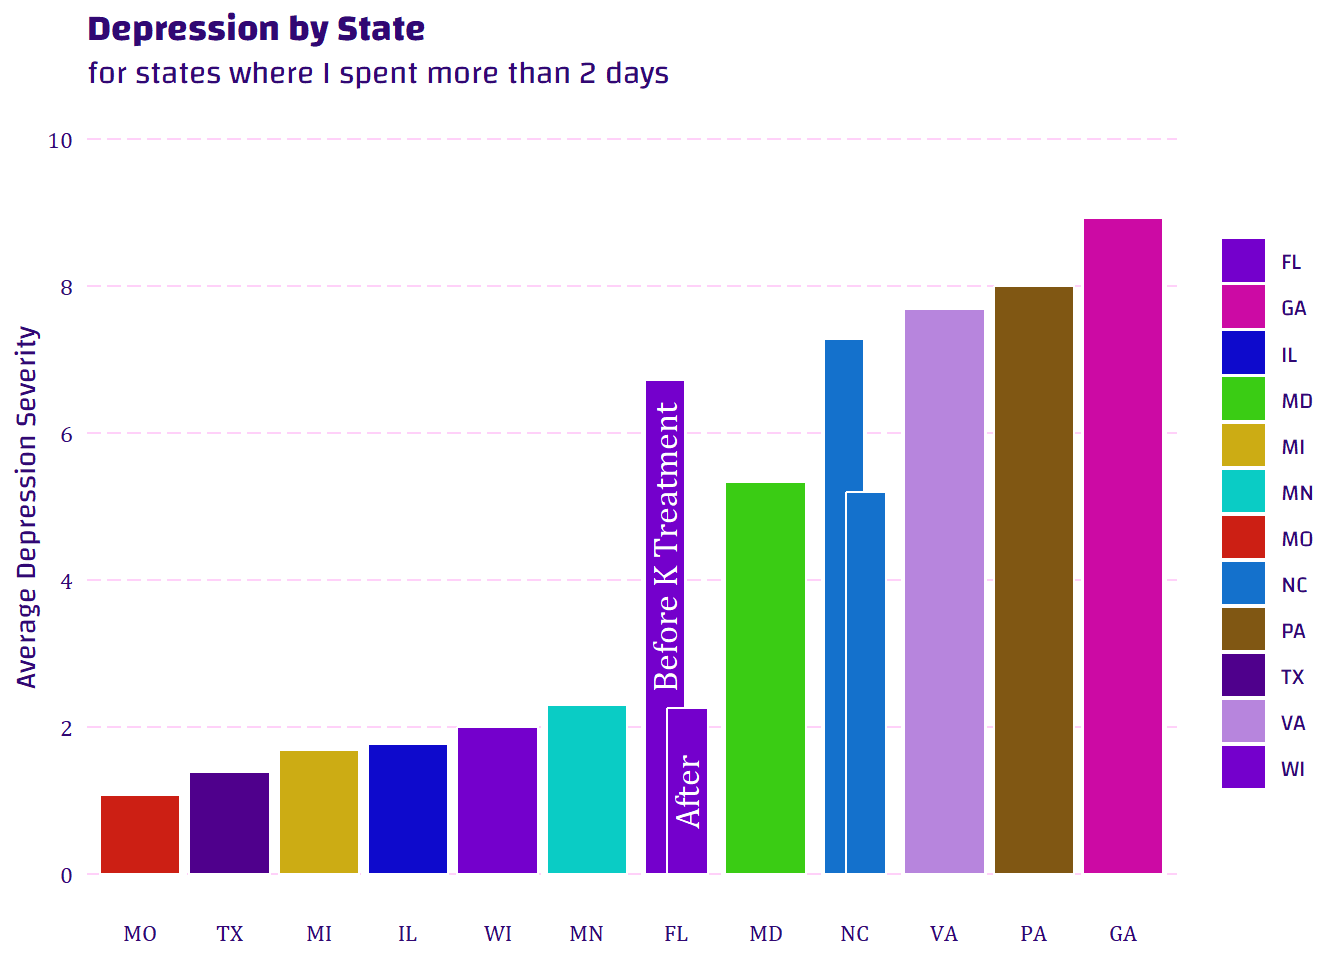 Depression by State
for states where I spent more than 2 days
Average Depression Severity
10
8
6
4
2
0
Before K Treatment
After
MO TX MI IL WI MN FL MD NC VA PA GA
FL
GA
IL
MD
MI
MN
MO
NC
PA
TX
VA
WI